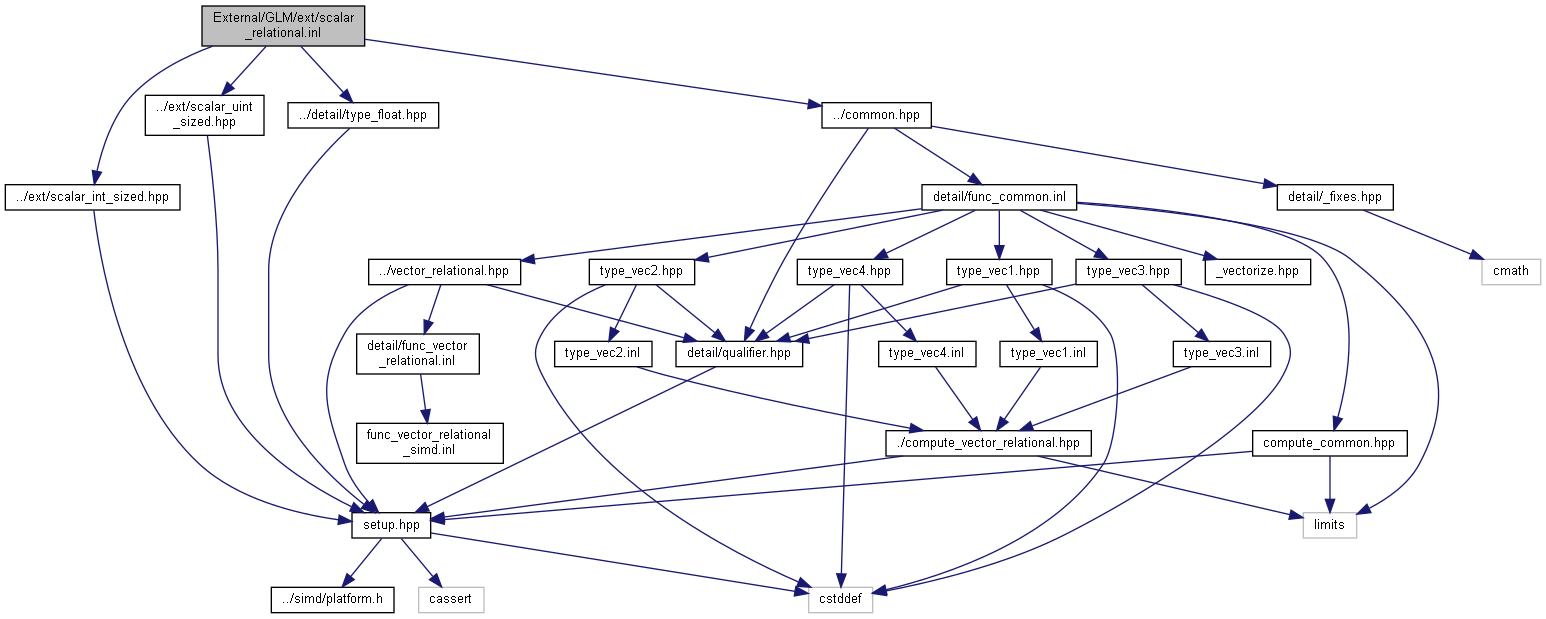 External/GLM/ext/scalar
_relational.inl
../ext/scalar_uint
_sized.hpp
../detail/type_float.hpp
../common.hpp
../ext/scalar_int_sized.hpp
detail/func_common.inl
detail/_fixes.hpp
../vector_relational.hpp
type_vec2.hpp
type_vec4.hpp
type_vec1.hpp
type_vec3.hpp
_vectorize.hpp
cmath
detail/func_vector
_relational.inl
type_vec2.inl
detail/qualifier.hpp
type_vec4.inl
type_vec1.inl
type_vec3.inl
func_vector_relational
_simd.inl
./compute_vector_relational.hpp
compute_common.hpp
setup.hpp
limits
../simd/platform.h
cassert
cstddef